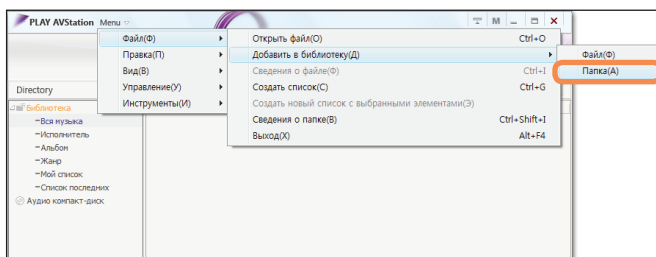 PLAY AVStation Menu
M
Файл(Ф)
Правка(П)
Вид(В)
Управление(У)
Инструменты(И)
Открыть файл(О) Ctrl+O
Добавить в библиотеку(Д)
Сведения о файле(Ф) Ctrl+I
Создать список(С) Ctrl+G
Создать новый список с выбранными элементами(Э)
Сведения о папке(В) Ctrl+Shift+I
Выход(Х) Alt+F4
Файл(Ф)
Папка(А)
Directory
Библиотека
Вся музыка
Исполнитель
Альбом
Жанр
Мой список
Список последних
Аудио компакт-диск